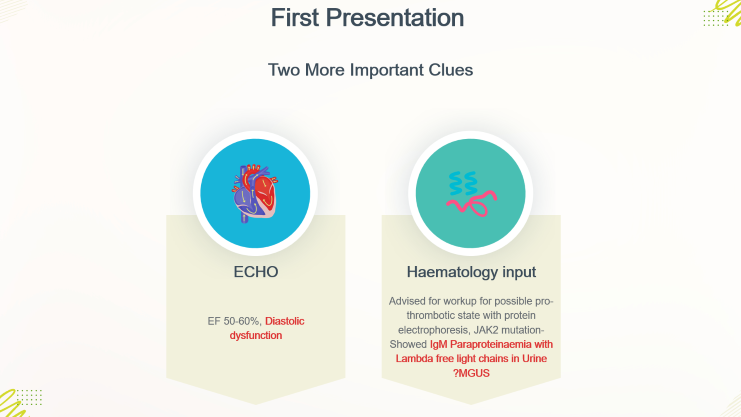 First Presentation
Two More Important Clues
ECHO
EF 50-60%, Diastolic
dysfunction
Haematology input
Advised for workup for possible pro-
thrombotic state with protein
electrophoresis, JAK2 mutation-
Showed IgM Paraproteinaemia with
Lambda free light chains in Urine
?MGUS